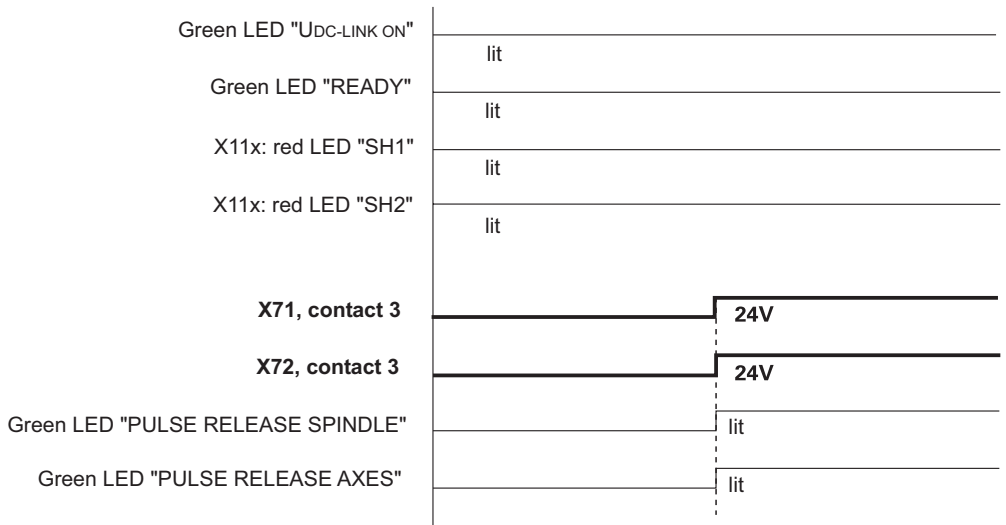 Green LED "UDC-LINK ON"
lit
Green LED "READY"
lit
X11x: red LED "SH1"
lit
X11x: red LED "SH2"
lit
X71, contact 3
24V
X72, contact 3
24V
Green LED "PULSE RELEASE SPINDLE"
lit
Green LED "PULSE RELEASE AXES"
lit